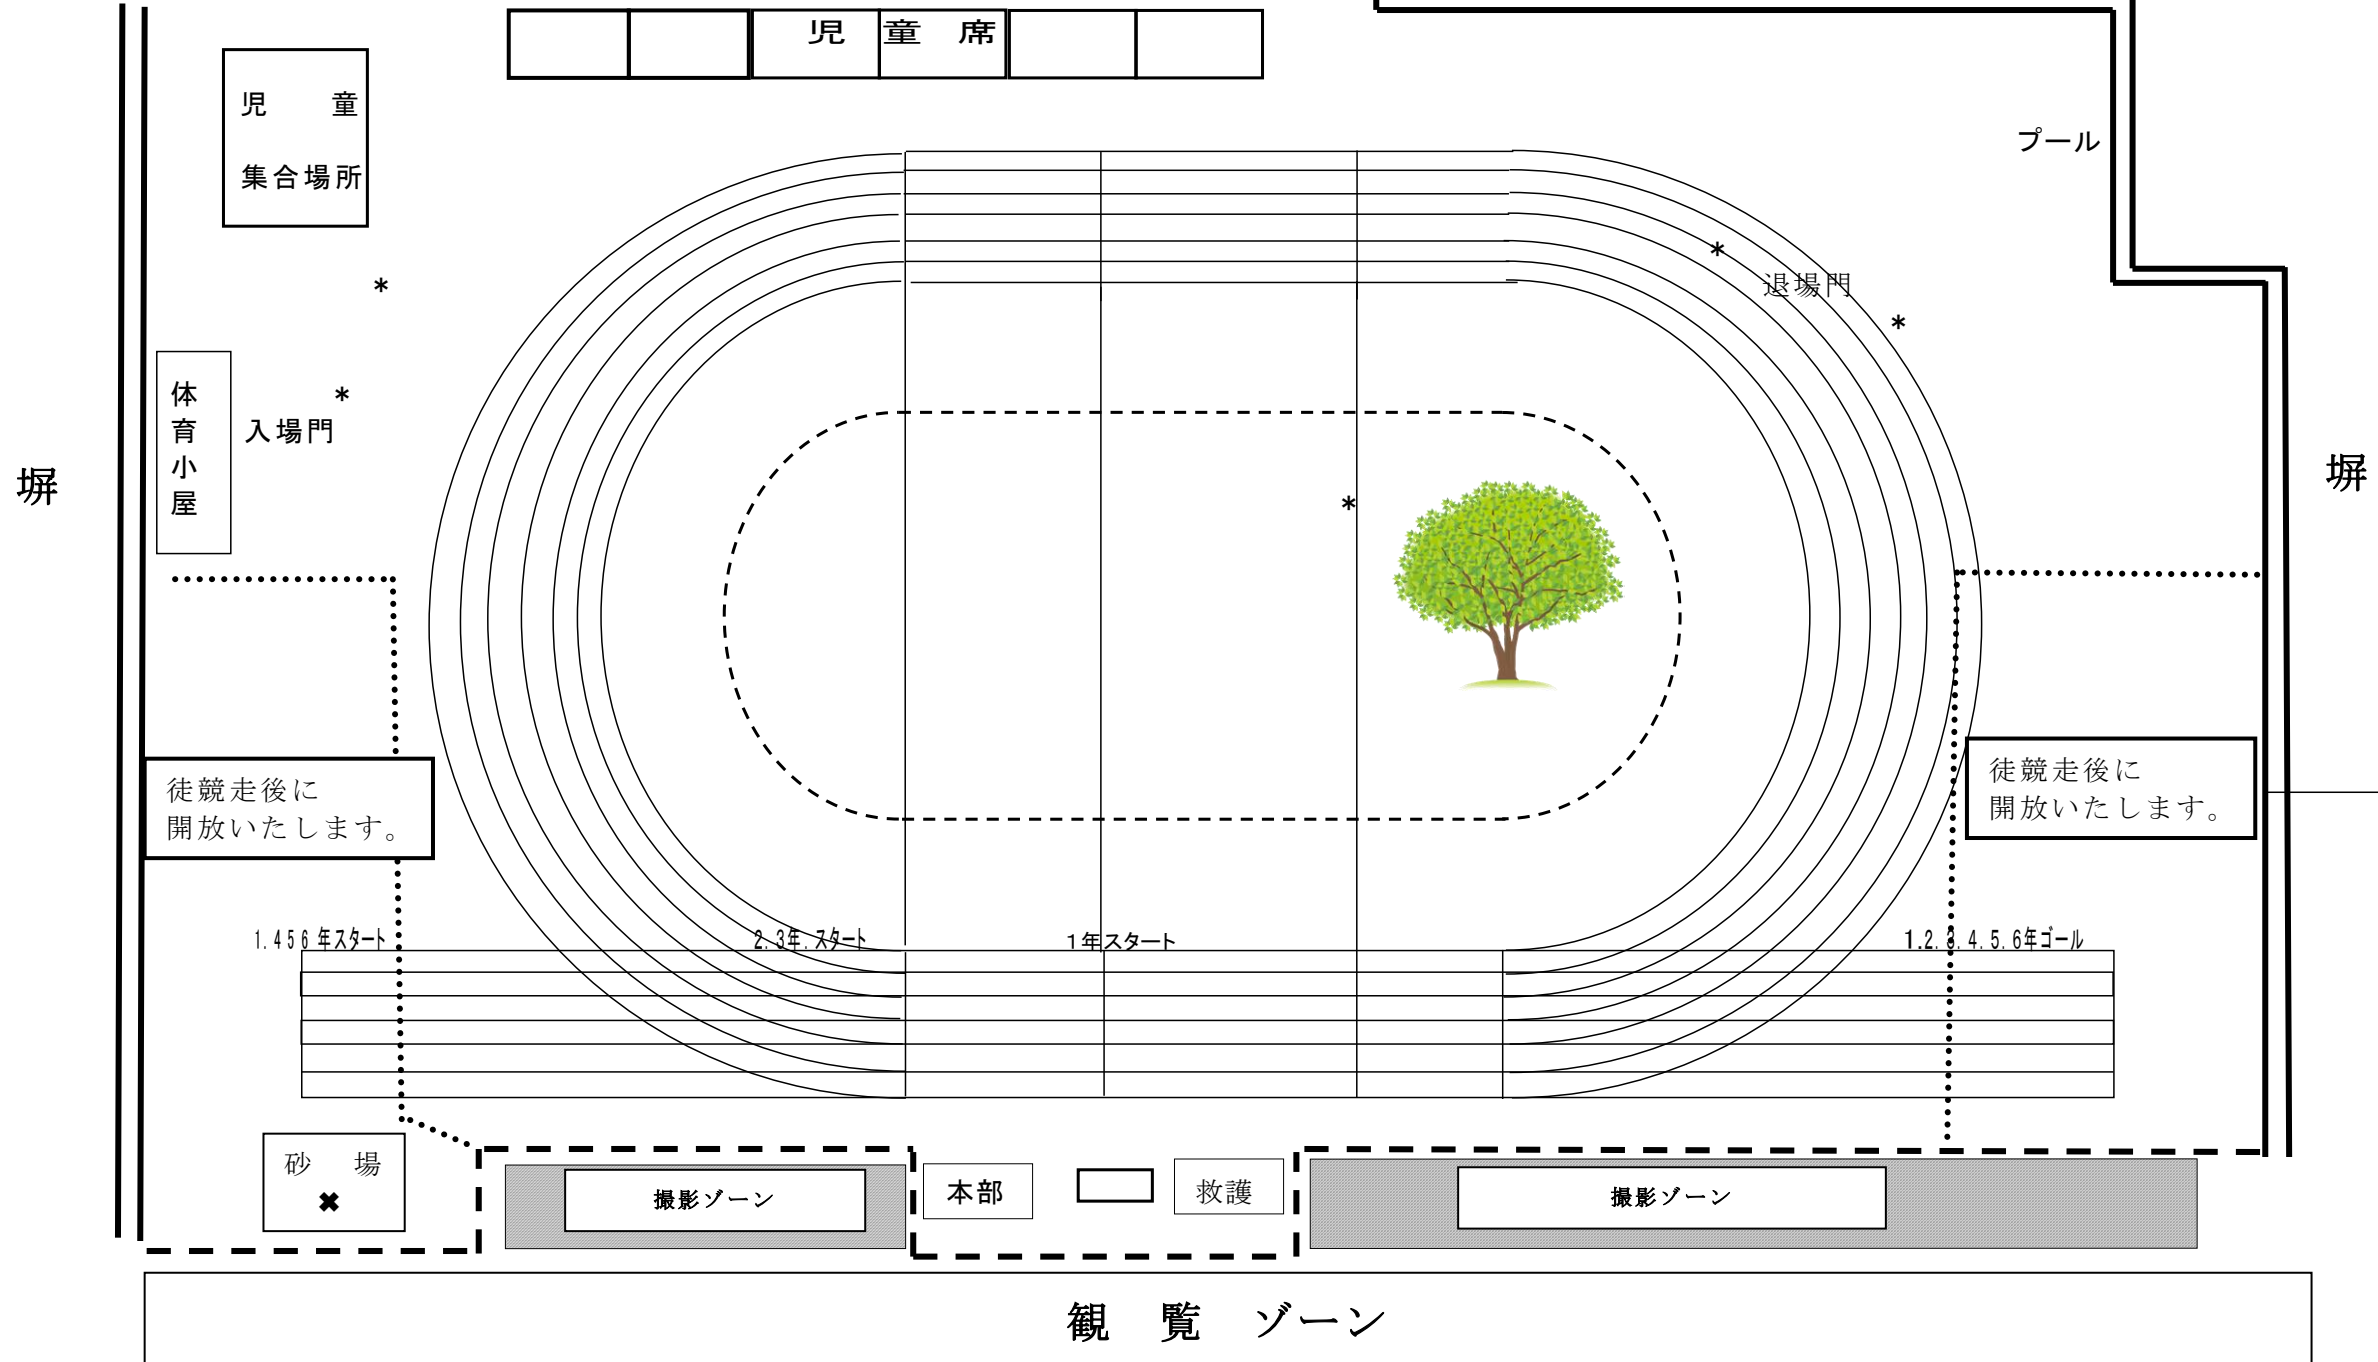 児 童 席
児 童
集合場所
プール
*
*
退場門
*
*
体育小屋
入場門
*
塀
塀
徒競走後に
開放いたします。
徒競走後に
開放いたします。
1.456年スタート
2.3年.スタート
1年スタート
1.2.3.4.5.6年ゴール
砂 場
✖
撮影ゾーン
本部
救護
撮影ゾーン
観 覧 ゾーン